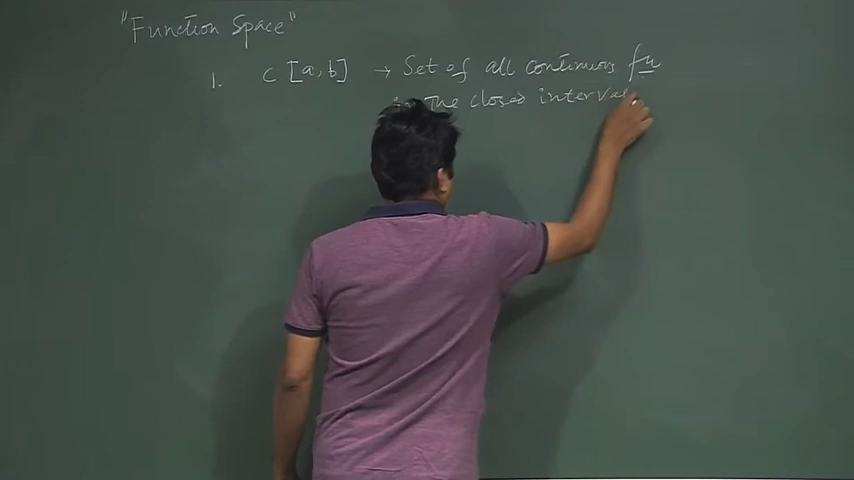 "Function Space"
1. C [a,b] → Set of all continuous fn
the closed interval